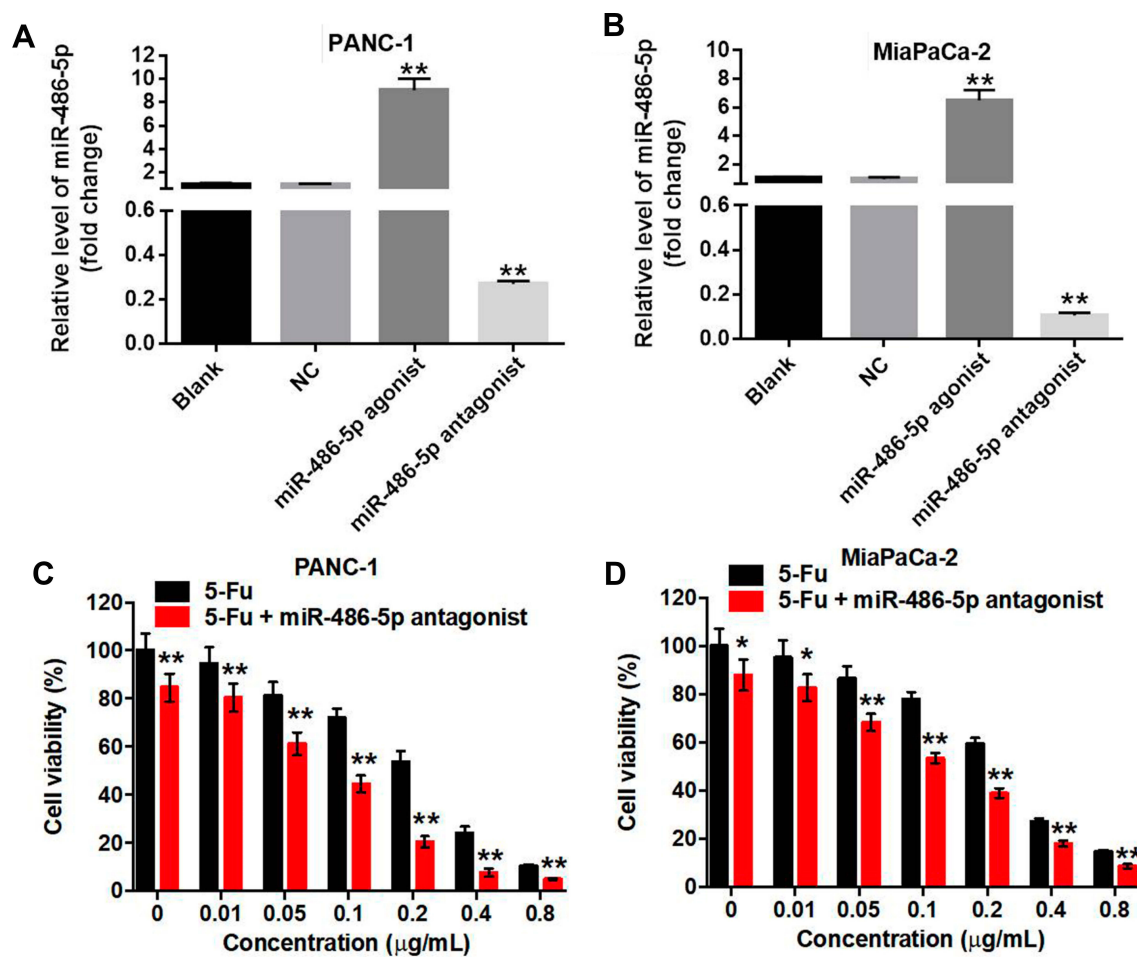 A
PANC-1
Relative level of miR-486-5p
(fold change)
12
10
8
6
4
2
0.6
0.4
0.2
0.0
**
**
Blank
NC
miR-486-5p agonist
miR-486-5p antagonist
B
MiaPaCa-2
Relative level of miR-486-5p
(fold change)
10
8
6
4
2
0.6
0.4
0.2
0.0
**
**
Blank
NC
miR-486-5p agonist
miR-486-5p antagonist
C
PANC-1
5-Fu
5-Fu + miR-486-5p antagonist
Cell viability (%)
120
100
80
60
40
20
0
** ** ** ** ** ** **
0 0.01 0.05 0.1 0.2 0.4 0.8
Concentration (μg/mL)
D
MiaPaCa-2
5-Fu
5-Fu + miR-486-5p antagonist
Cell viability (%)
120
100
80
60
40
20
0
* * ** ** ** ** **
0 0.01 0.05 0.1 0.2 0.4 0.8
Concentration (μg/mL)